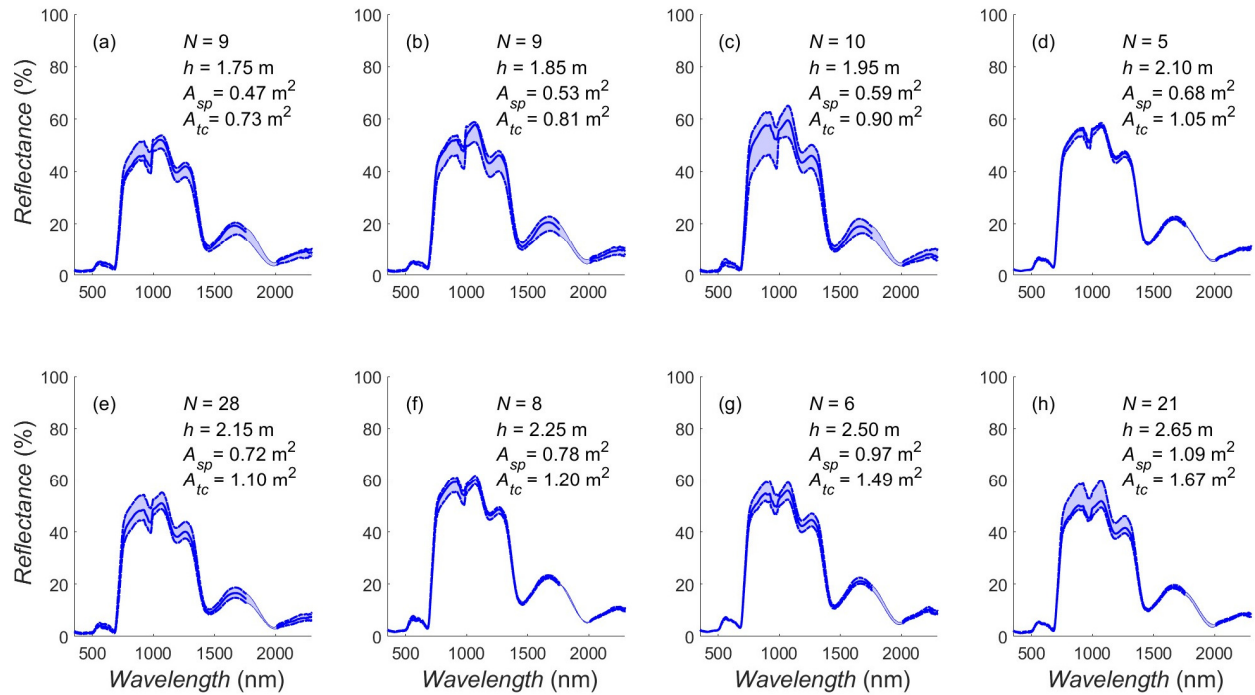 100
80
60
40
20
0
Reflectance (%)
(a)
N = 9
h = 1.75 m
A_sp = 0.47 m²
A_tc = 0.73 m²
500 1000 1500 2000
100
80
60
40
20
0
(b)
N = 9
h = 1.85 m
A_sp = 0.53 m²
A_tc = 0.81 m²
500 1000 1500 2000
100
80
60
40
20
0
(c)
N = 10
h = 1.95 m
A_sp = 0.59 m²
A_tc = 0.90 m²
500 1000 1500 2000
100
80
60
40
20
0
(d)
N = 5
h = 2.10 m
A_sp = 0.68 m²
A_tc = 1.05 m²
500 1000 1500 2000
100
80
60
40
20
0
Reflectance (%)
(e)
N = 28
h = 2.15 m
A_sp = 0.72 m²
A_tc = 1.10 m²
500 1000 1500 2000
Wavelength (nm)
100
80
60
40
20
0
(f)
N = 8
h = 2.25 m
A_sp = 0.78 m²
A_tc = 1.20 m²
500 1000 1500 2000
Wavelength (nm)
100
80
60
40
20
0
(g)
N = 6
h = 2.50 m
A_sp = 0.97 m²
A_tc = 1.49 m²
500 1000 1500 2000
Wavelength (nm)
100
80
60
40
20
0
(h)
N = 21
h = 2.65 m
A_sp = 1.09 m²
A_tc = 1.67 m²
500 1000 1500 2000
Wavelength (nm)